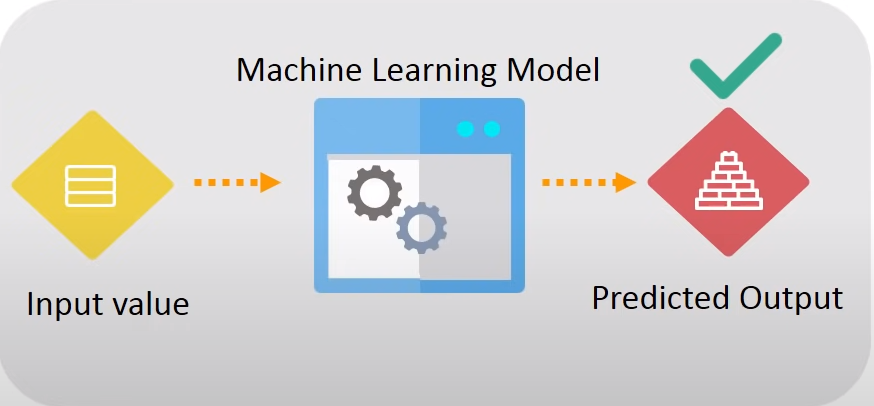 Machine Learning Model
Input value
Predicted Output